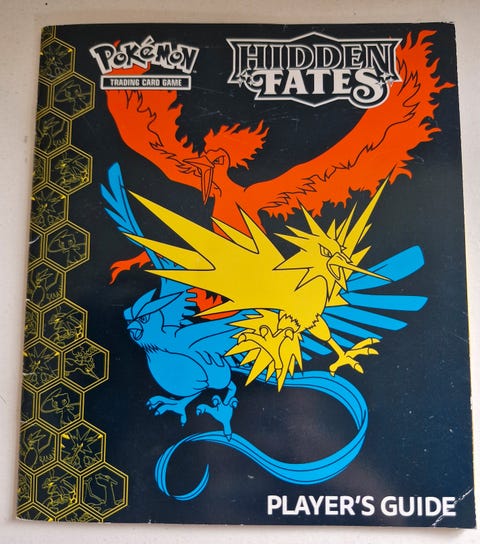 POKéMON
TRADING CARD GAME
HIDDEN
FATES
PLAYER'S GUIDE